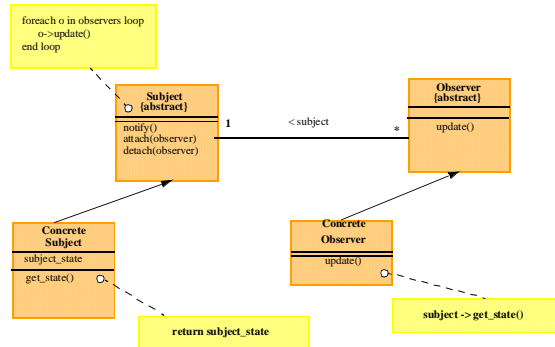 foreach o in observers loop
o->update()
end loop
Subject
{abstract}
notify()
attach(observer)
detach(observer)
1
< subject
*
Observer
{abstract}
update()
Concrete
Subject
subject_state
get_state()
Concrete
Observer
update()
return subject_state
subject -> get_state()